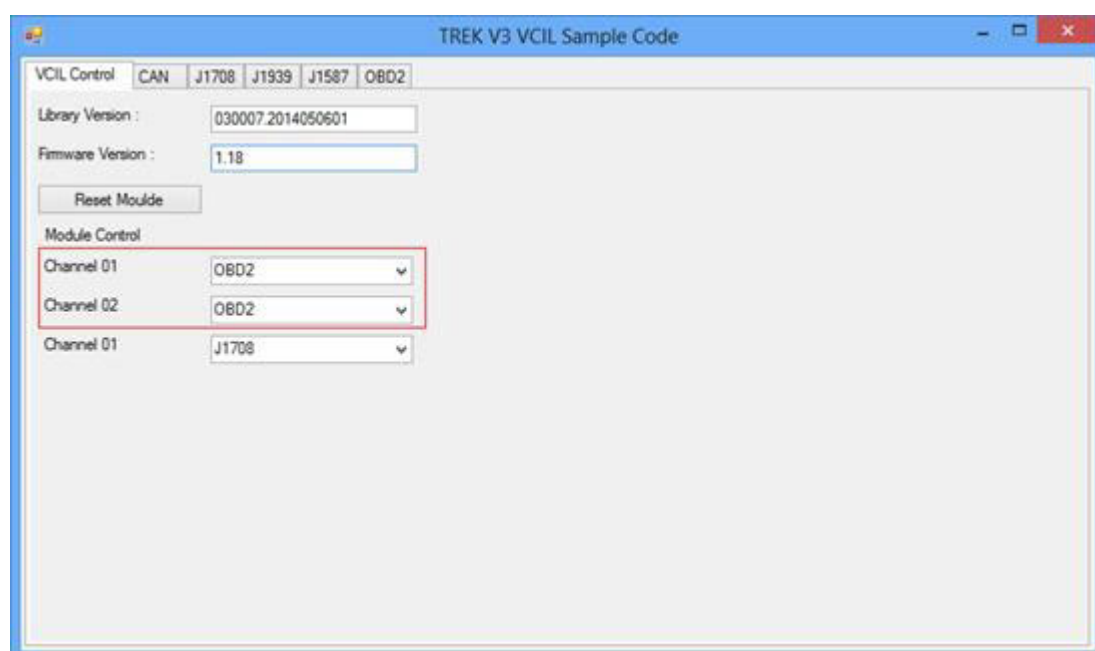 TREK V3 VCIL Sample Code
VCIL Control CAN J1708 J1939 J1587 OBD2
Library Version : 030007.2014050601
Firmware Version : 1.18
Reset Moulde
Module Control
Channel 01 OBD2
Channel 02 OBD2
Channel 01 J1708